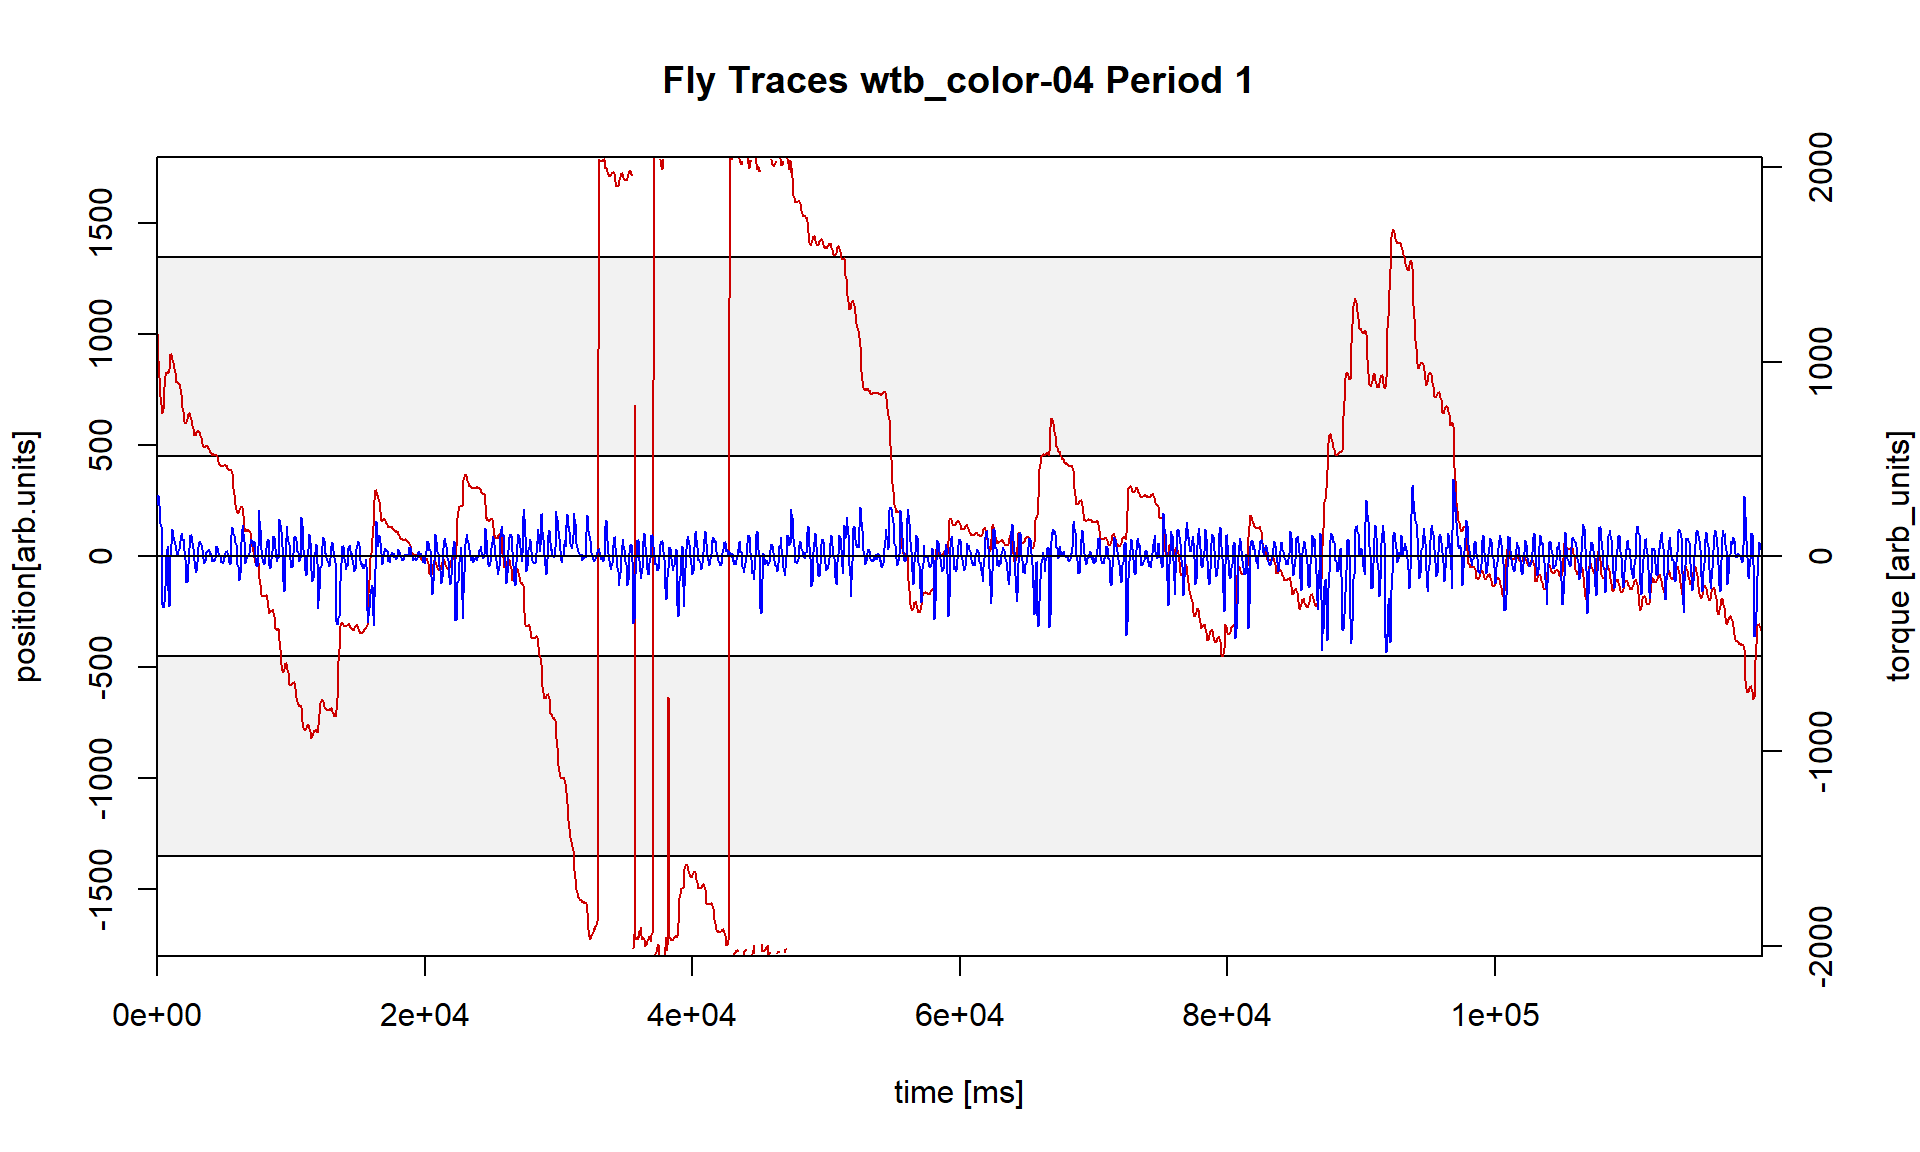 Fly Traces wtb_color-04 Period 1
position[arb.units]
1500
1000
500
0
-500
-1000
-1500
torque [arb_units]
2000
1000
0
-1000
-2000
0e+00 2e+04 4e+04 6e+04 8e+04 1e+05
time [ms]